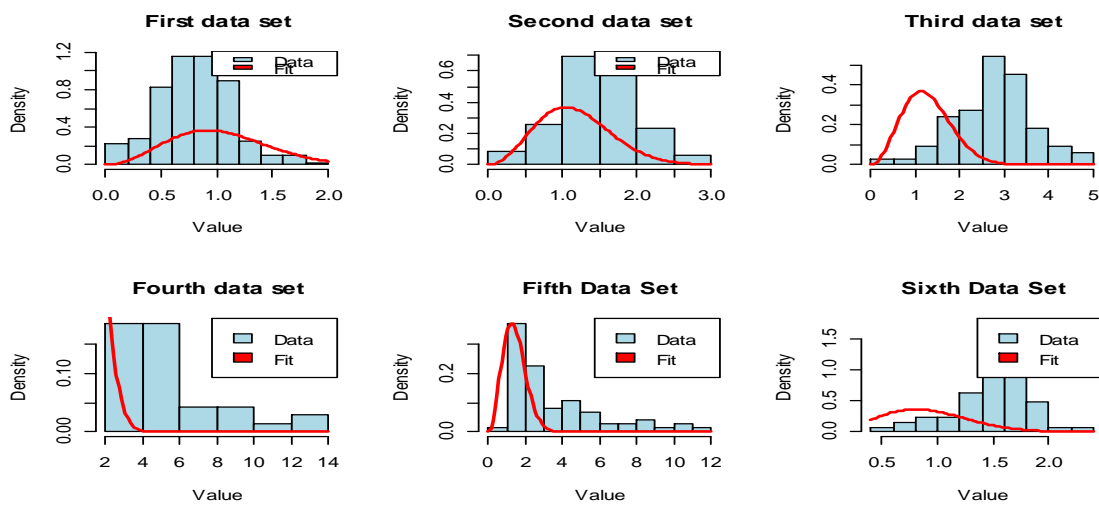 First data set
Density
0.0 0.4 0.8 1.2
Data
Fit
0.0 0.5 1.0 1.5 2.0
Value
Second data set
Density
0.0 0.2 0.4 0.6
Data
Fit
0.0 1.0 2.0 3.0
Value
Third data set
Density
0.0 0.2 0.4
0 1 2 3 4 5
Value
Fourth data set
Density
0.00 0.10
Data
Fit
2 4 6 8 10 12 14
Value
Fifth Data Set
Density
0.0 0.2
Data
Fit
0 2 4 6 8 10 12
Value
Sixth Data Set
Density
0.0 0.5 1.0 1.5
Data
Fit
0.5 1.0 1.5 2.0
Value